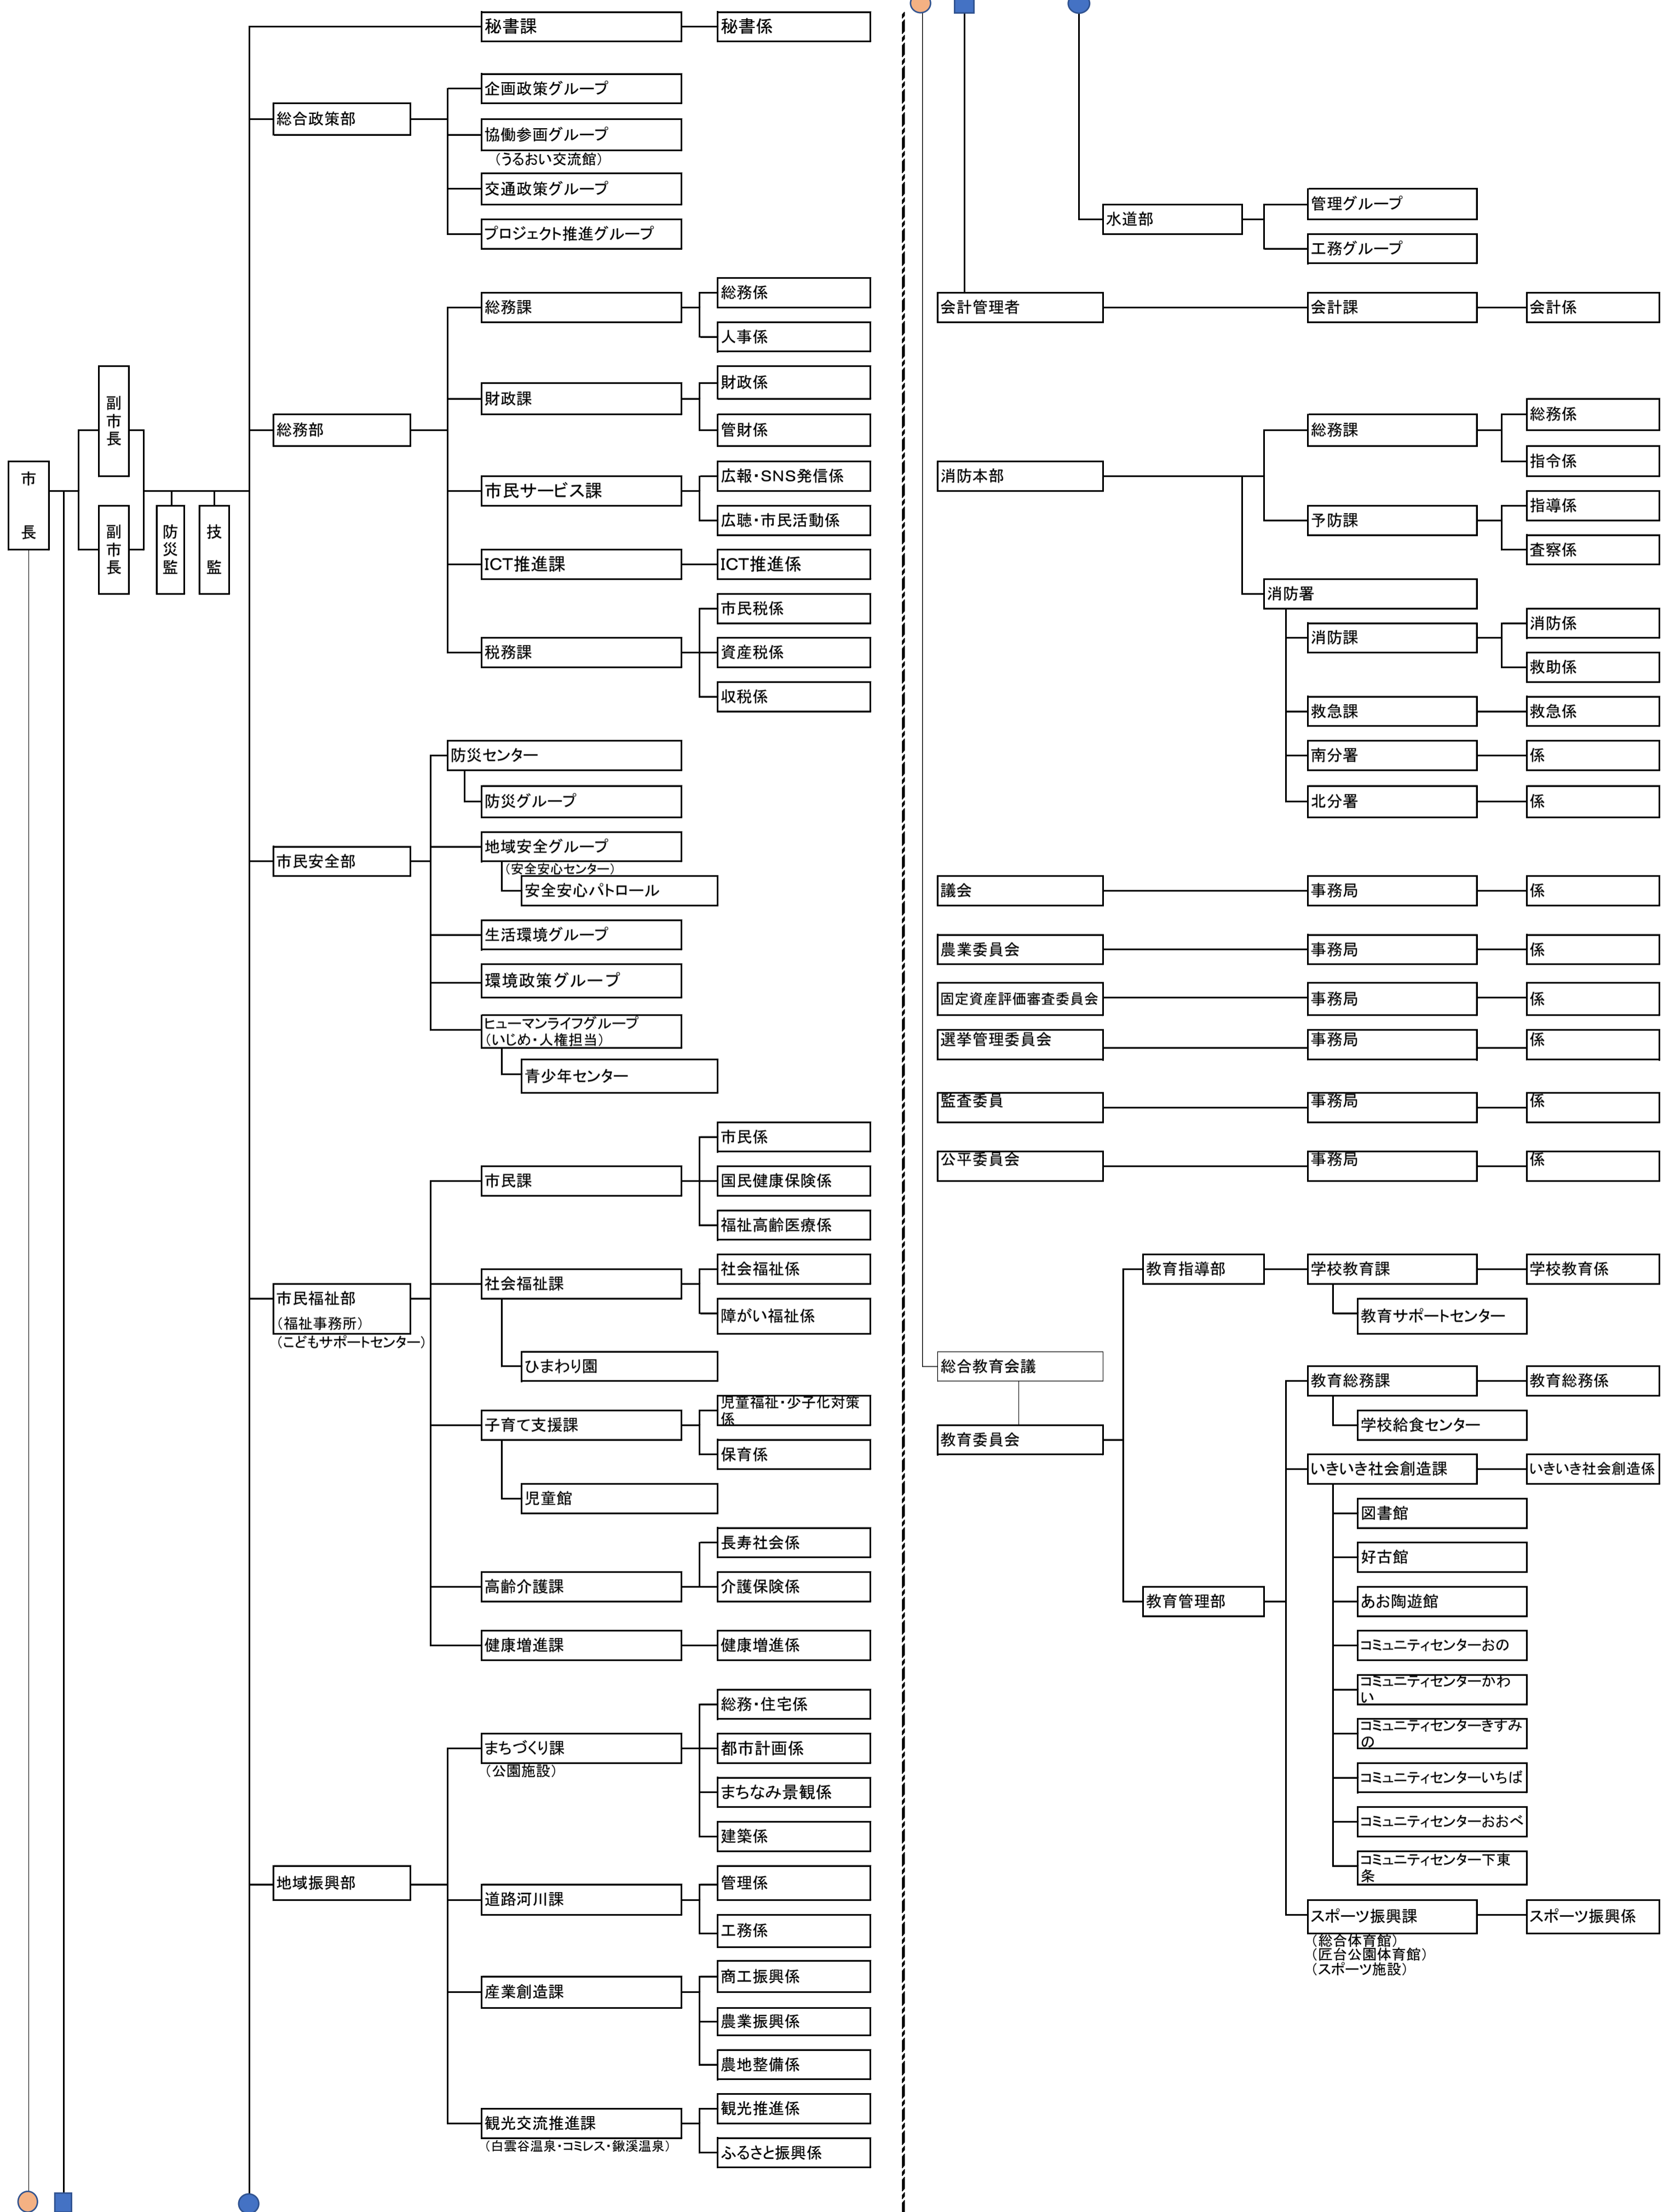 秘書課
秘書係
総合政策部
企画政策グループ
協働参画グループ
（うるおい交流館）
交通政策グループ
プロジェクト推進グループ
市長
副市長
副市長
防災監
技監
総務部
総務課
総務係
人事係
財政課
財政係
管財係
市民サービス課
広報・SNS発信係
広聴・市民活動係
ICT推進課
ICT推進係
税務課
市民税係
資産税係
収税係
市民安全部
防災センター
防災グループ
地域安全グループ
（安全安心センター）
安全安心パトロール
生活環境グループ
環境政策グループ
ヒューマンライフグループ
（いじめ・人権担当）
青少年センター
市民福祉部
（福祉事務所）
（こどもサポートセンター）
市民課
市民係
国民健康保険係
福祉高齢医療係
社会福祉課
社会福祉係
障がい福祉係
ひまわり園
子育て支援課
児童福祉・少子化対策
係
保育係
児童館
高齢介護課
長寿社会係
介護保険係
健康増進課
健康増進係
地域振興部
まちづくり課
（公園施設）
総務・住宅係
都市計画係
まちなみ景観係
建築係
道路河川課
管理係
工務係
産業創造課
商工振興係
農業振興係
農地整備係
観光交流推進課
（白雲谷温泉・コミレス・鍬渓温泉）
観光推進係
ふるさと振興係
水道部
管理グループ
工務グループ
会計管理者
会計課
会計係
消防本部
総務課
総務係
指令係
予防課
指導係
査察係
消防署
消防課
消防係
救助係
救急課
救急係
南分署
係
北分署
係
議会
事務局
係
農業委員会
事務局
係
固定資産評価審査委員会
事務局
係
選挙管理委員会
事務局
係
監査委員
事務局
係
公平委員会
事務局
係
総合教育会議
教育委員会
教育指導部
学校教育課
学校教育係
教育サポートセンター
教育管理部
教育総務課
教育総務係
学校給食センター
いきいき社会創造課
いきいき社会創造係
図書館
好古館
あお陶遊館
コミュニティセンターおの
コミュニティセンターかわ
い
コミュニティセンターきすみ
の
コミュニティセンターいちば
コミュニティセンターおおべ
コミュニティセンター下東
条
スポーツ振興課
スポーツ振興係
（総合体育館）
（匠台公園体育館）
（スポーツ施設）